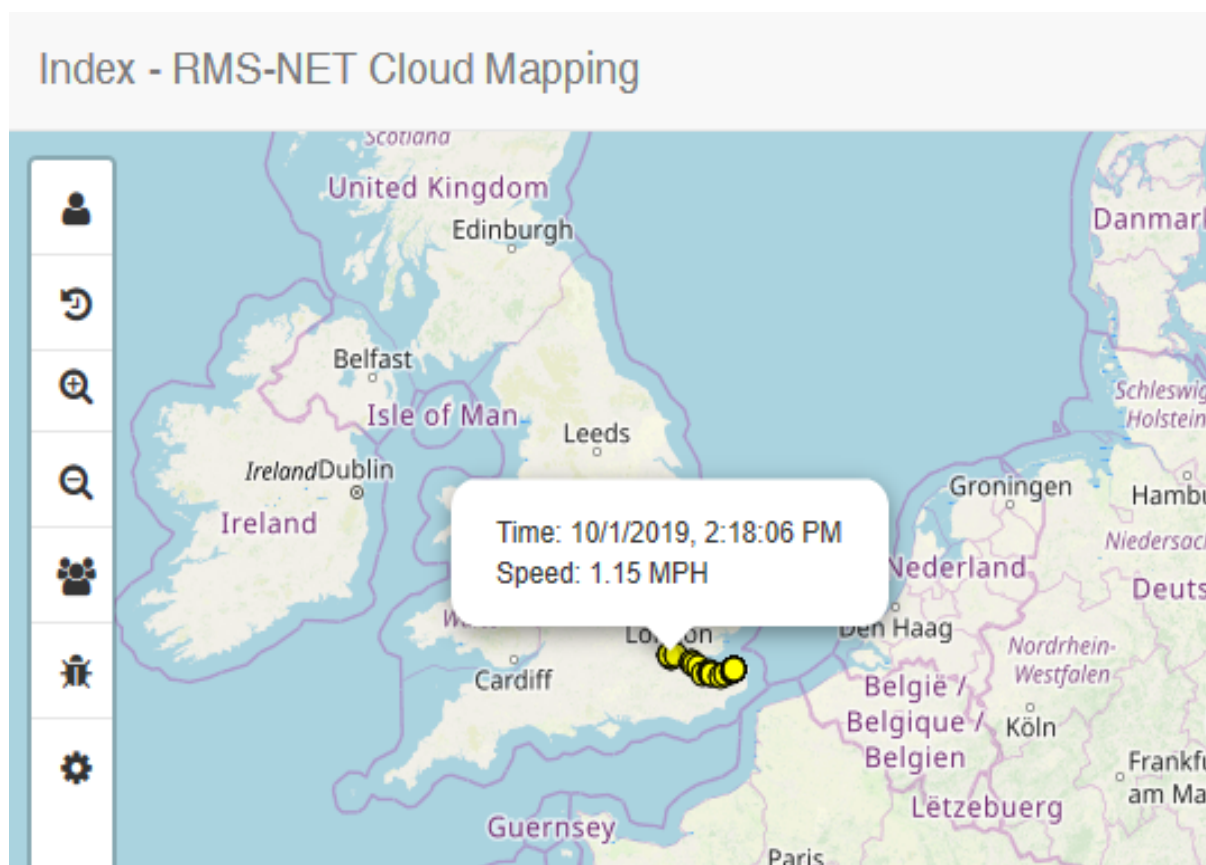 Index - RMS-NET Cloud Mapping
Scotland
United Kingdom
Edinburgh
Danmark
Belfast
Isle of Man
Schleswig
Holstein
Leeds
IrelandDublin
Groningen
Hambu
Ireland
Time: 10/1/2019, 2:18:06 PM
Speed: 1.15 MPH
Niedersac
Nederland
Deuts
London
Den Haag
Cardiff
Nordrhein-
Westfalen
België /
Belgique /
Belgien
Köln
Frankfu
am Ma
Lëtzebuerg
Guernsey
Paris